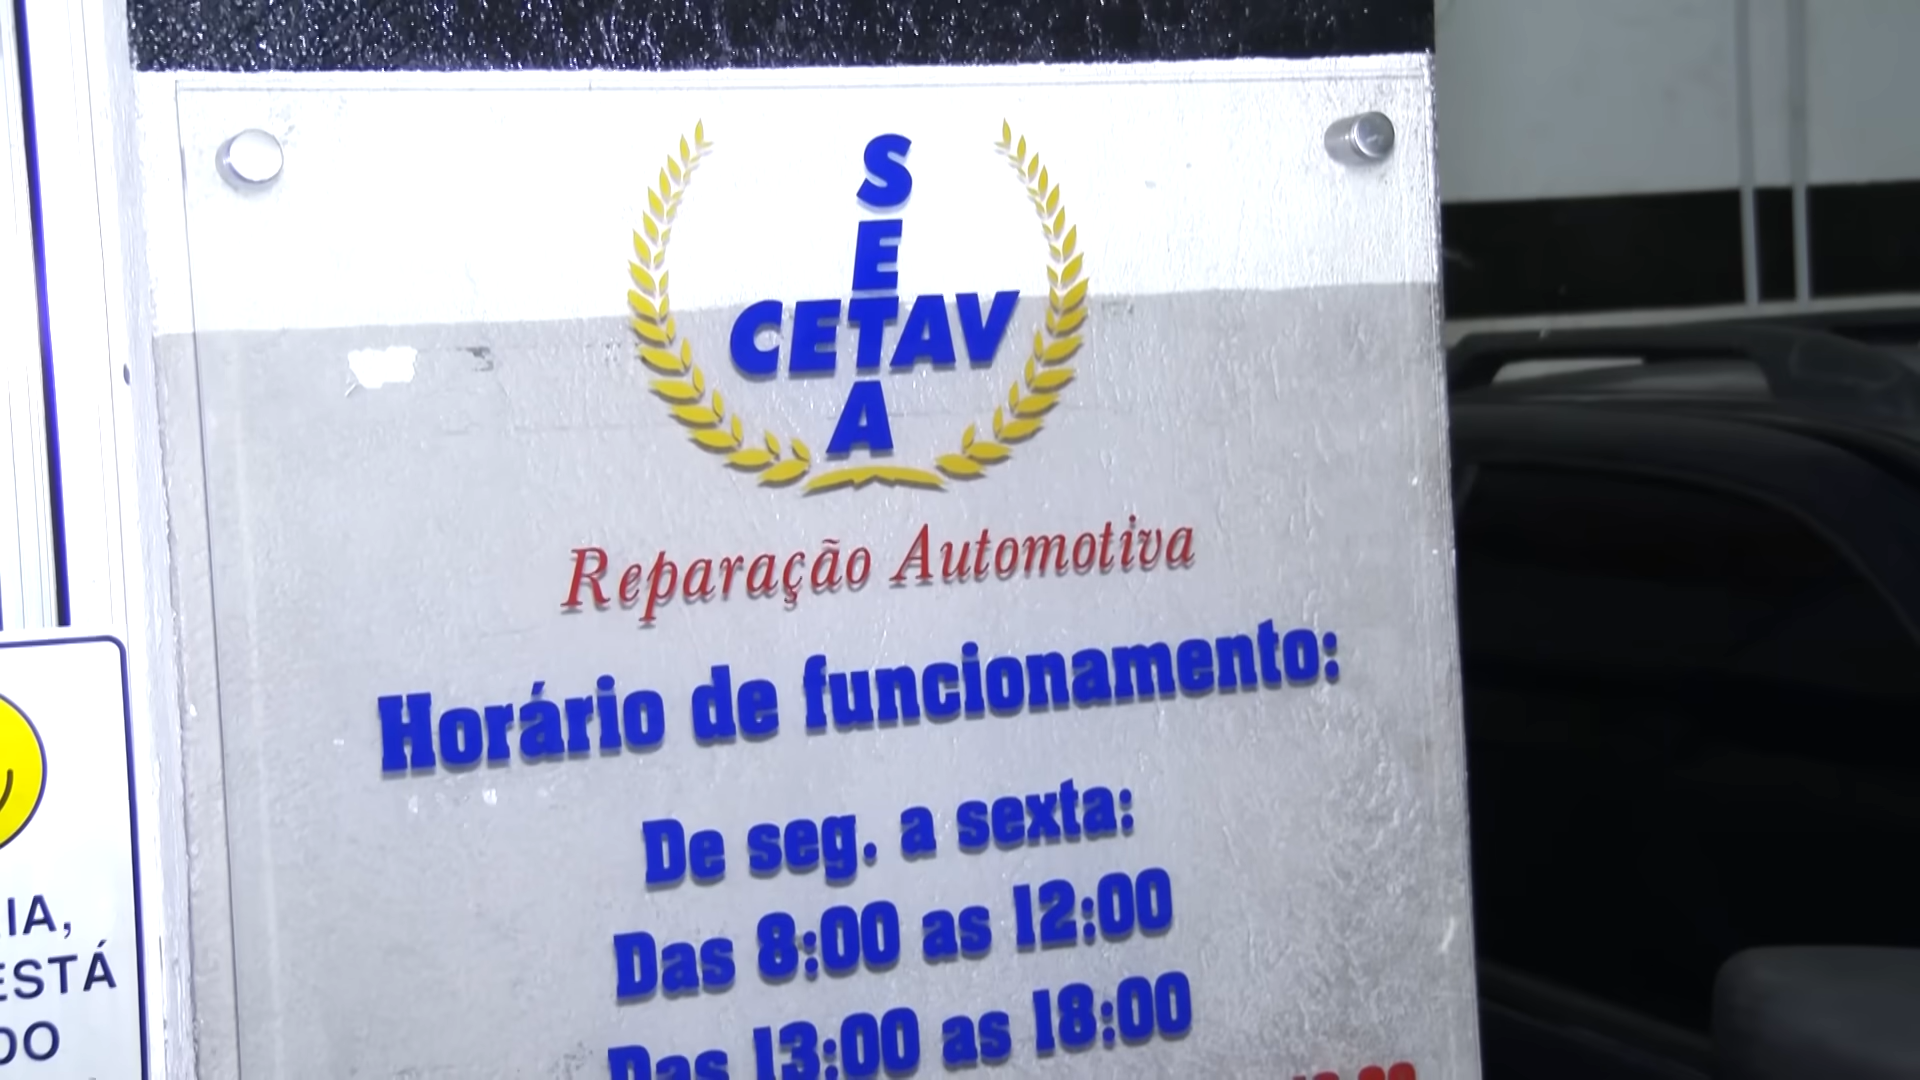 SETA
CETAV
Reparação Automotiva
Horário de funcionamento:
De seg. a sexta:
Das 8:00 as 12:00
Das 13:00 as 18:00
IA,
ESTÁ
DO